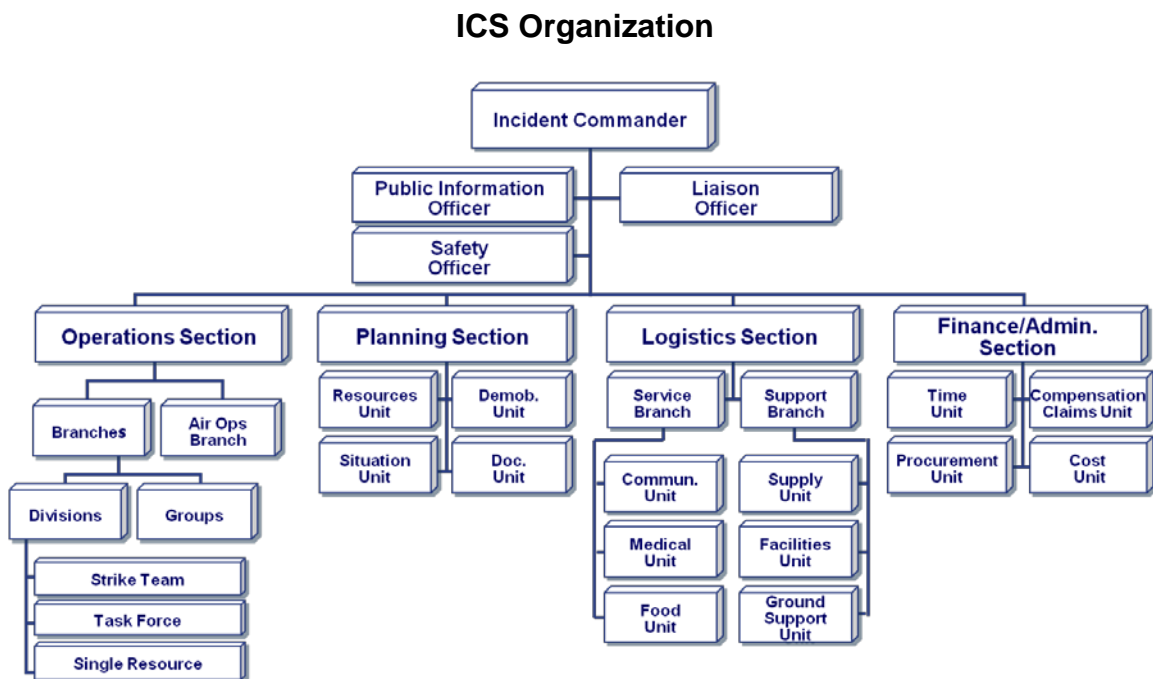 ICS Organization
Incident Commander
Public Information
Officer
Liaison
Officer
Safety
Officer
Operations Section
Planning Section
Logistics Section
Finance/Admin.
Section
Branches
Air Ops
Branch
Divisions
Groups
Strike Team
Task Force
Single Resource
Resources
Unit
Demob.
Unit
Situation
Unit
Doc.
Unit
Service
Branch
Support
Branch
Commun.
Unit
Supply
Unit
Medical
Unit
Facilities
Unit
Food
Unit
Ground
Support
Unit
Time
Unit
Compensation
Claims Unit
Procurement
Unit
Cost
Unit